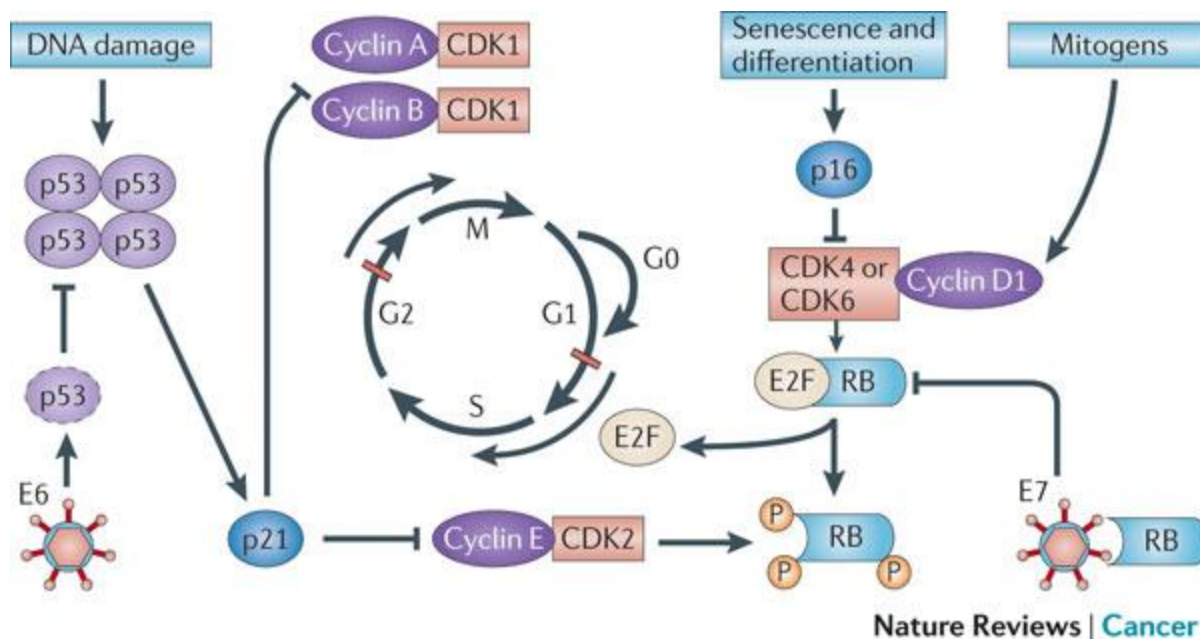 DNA damage
Cyclin A CDK1
Cyclin B CDK1
Senescence and
differentiation
Mitogens
p53 p53
p53 p53
p16
M
G0
CDK4 or
CDK6
Cyclin D1
G2
G1
p53
S
E2F RB
E2F
E6
E7
p21
Cyclin E CDK2
P
RB
P
P
RB
Nature Reviews | Cancer